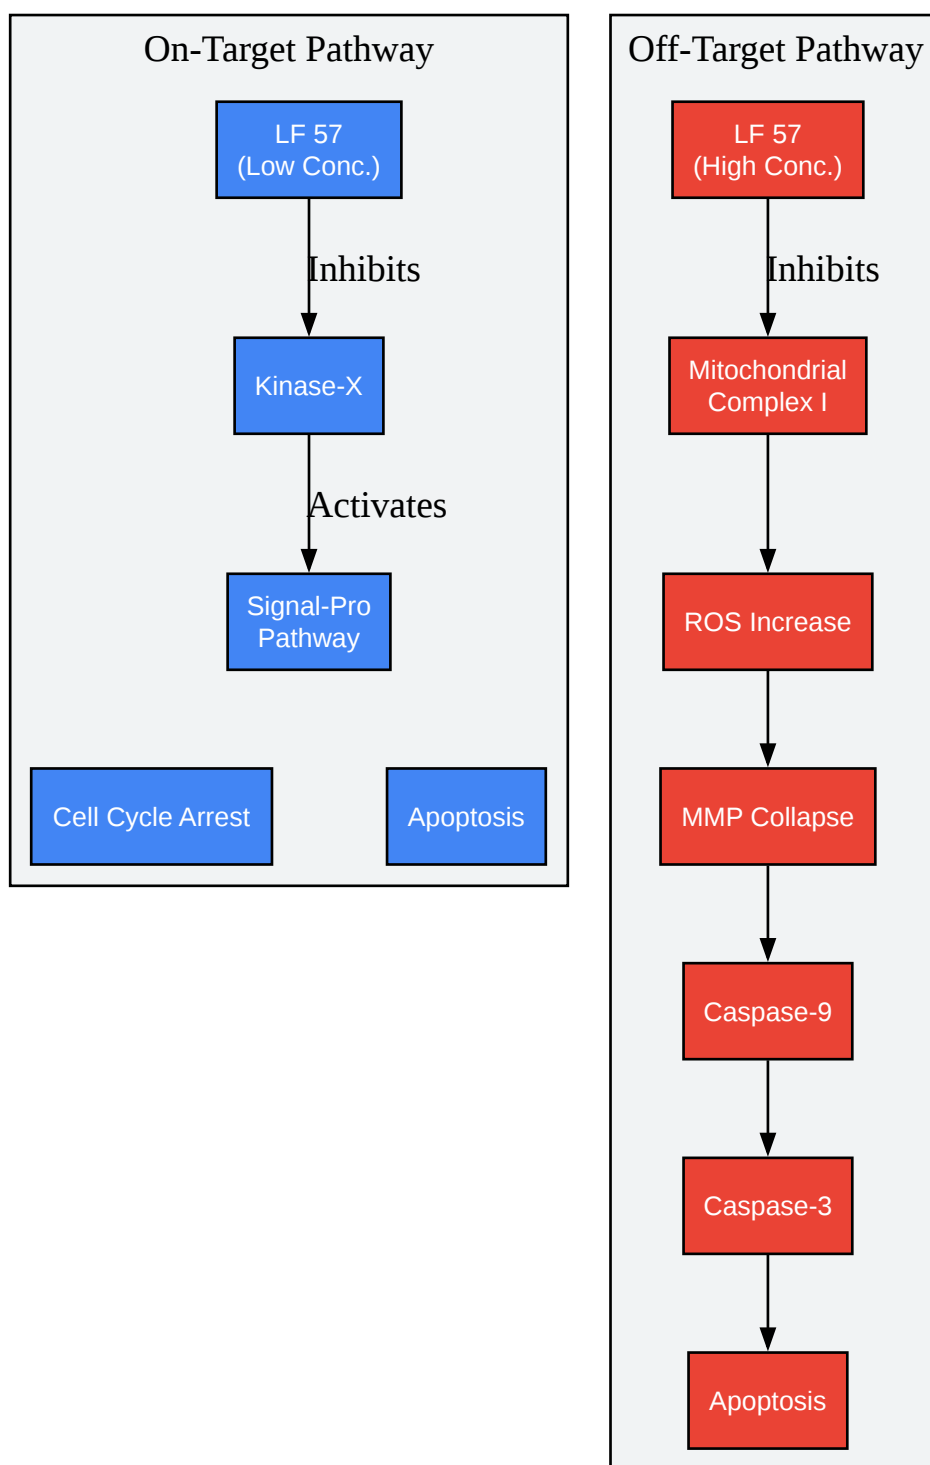 On-Target Pathway
LF 57
(Low Conc.)
Inhibits
Kinase-X
Activates
Signal-Pro
Pathway
Cell Cycle Arrest
Apoptosis
Off-Target Pathway
LF 57
(High Conc.)
Inhibits
Mitochondrial
Complex I
ROS Increase
MMP Collapse
Caspase-9
Caspase-3
Apoptosis